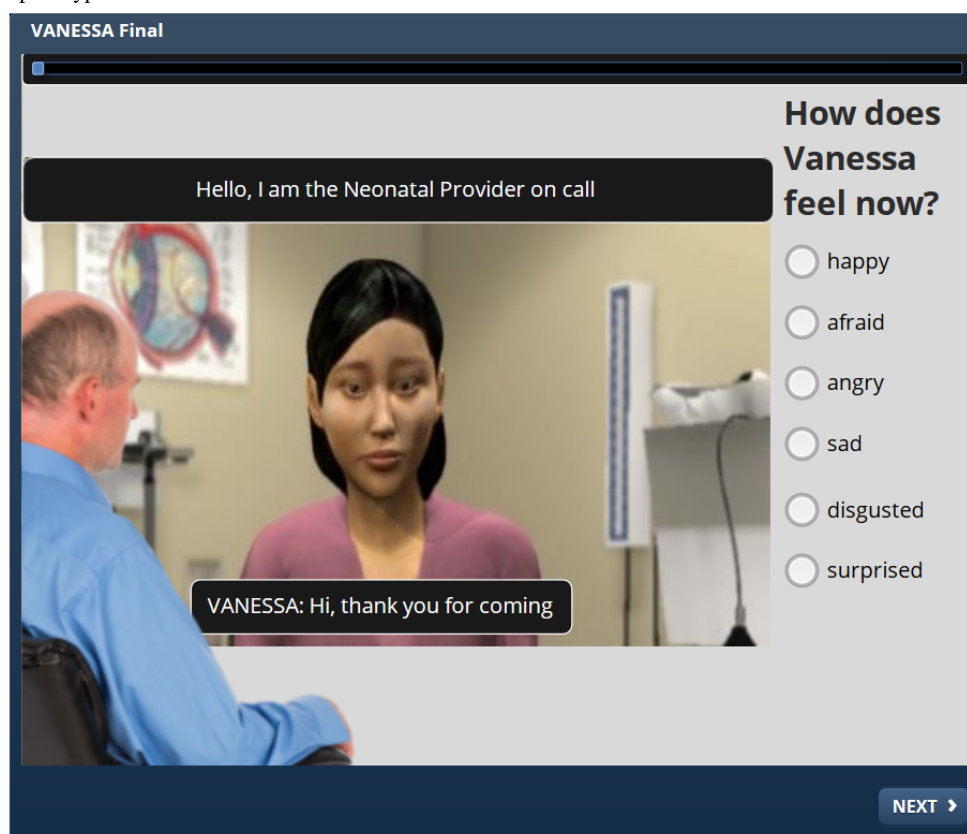 VANESSA Final
Hello, I am the Neonatal Provider on call
VANESSA: Hi, thank you for coming
How does
Vanessa
feel now?
happy
afraid
angry
sad
disgusted
surprised
NEXT